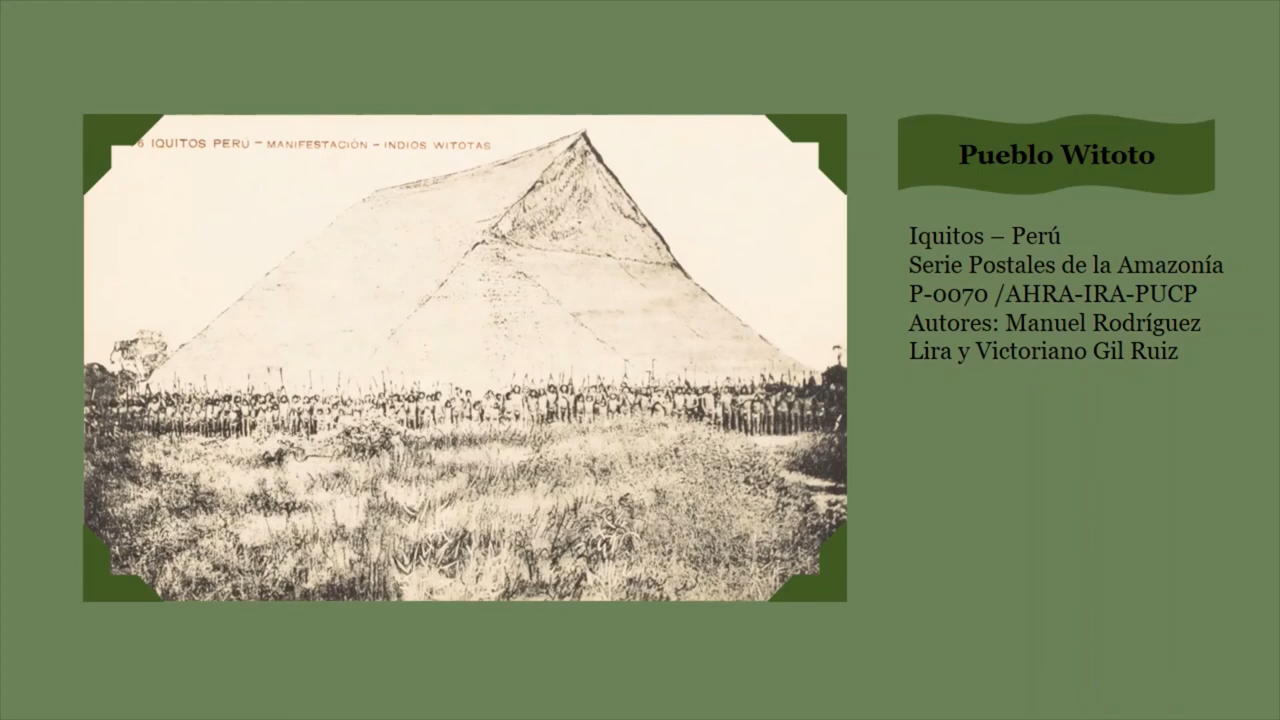 6 IQUITOS PERÚ – MANIFESTACIÓN – INDIOS WITOTAS
Pueblo Witoto
Iquitos – Perú
Serie Postales de la Amazonía
P-0070 /AHRA-IRA-PUCP
Autores: Manuel Rodríguez
Lira y Victoriano Gil Ruiz